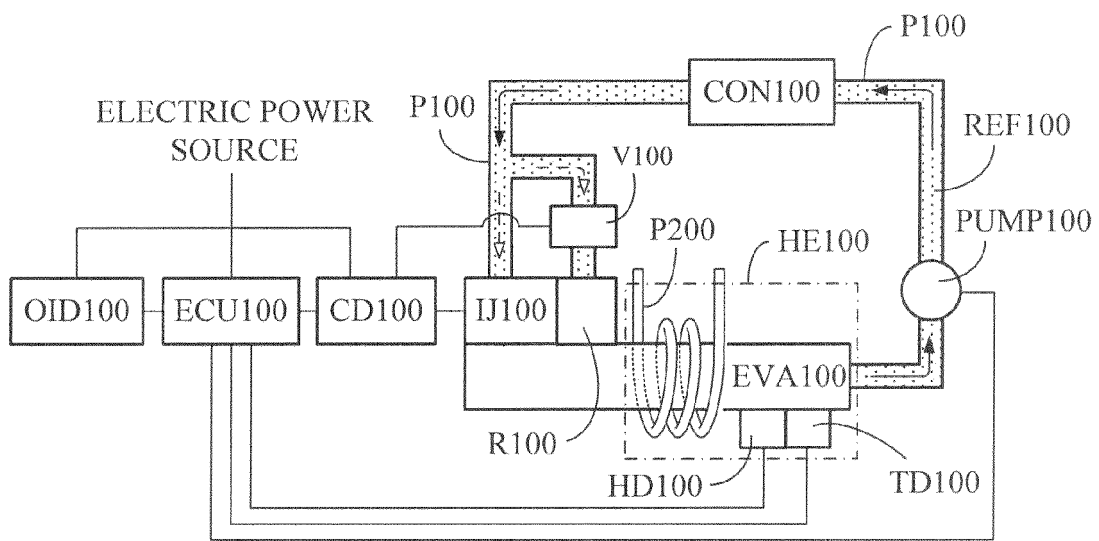 P100
CON100
P100
ELECTRIC POWER
SOURCE
REF100
V100
P200
HE100
PUMP100
OID100
ECU100
CD100
IJ100
EVA100
R100
HD100
TD100